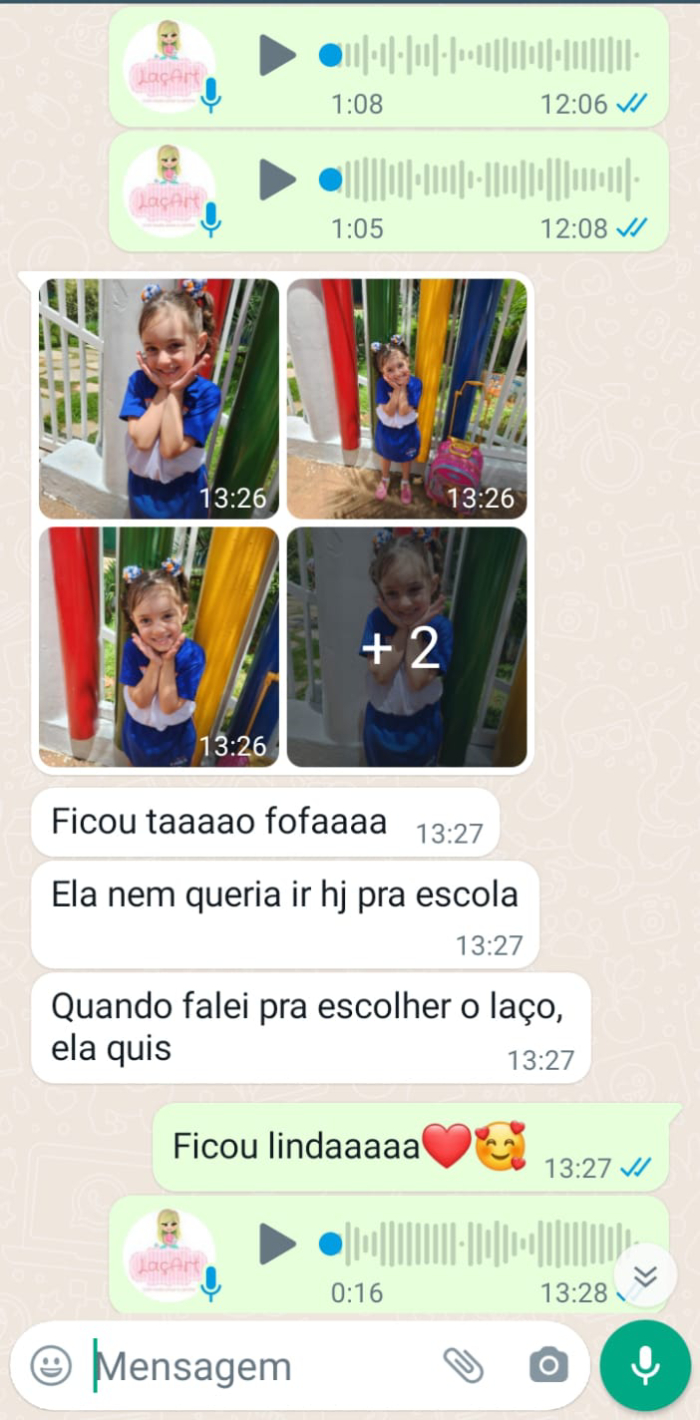 LaçArt
1:08
12:06
LaçArt
1:05
12:08
13:26
13:26
13:26
+ 2
Ficou taaaao fofaaaa
13:27
Ela nem queria ir hj pra escola
13:27
Quando falei pra escolher o laço,
ela quis
13:27
Ficou lindaaaaa❤️🥰
13:27
LaçArt
0:16
13:28
Mensagem